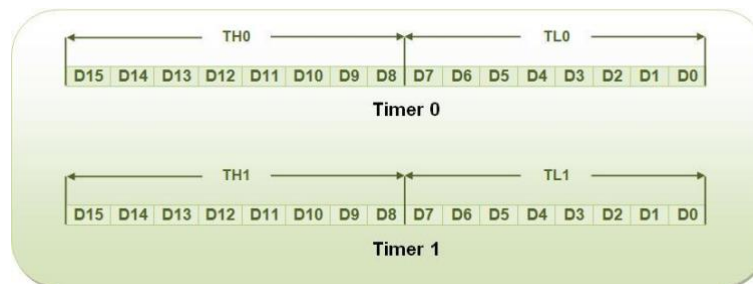 TH0 TL0
D15 D14 D13 D12 D11 D10 D9 D8 D7 D6 D5 D4 D3 D2 D1 D0
Timer 0
TH1 TL1
D15 D14 D13 D12 D11 D10 D9 D8 D7 D6 D5 D4 D3 D2 D1 D0
Timer 1